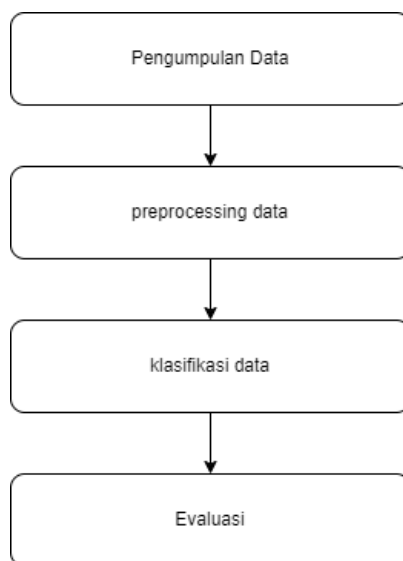 Pengumpulan Data
preprocessing data
klasifikasi data
Evaluasi